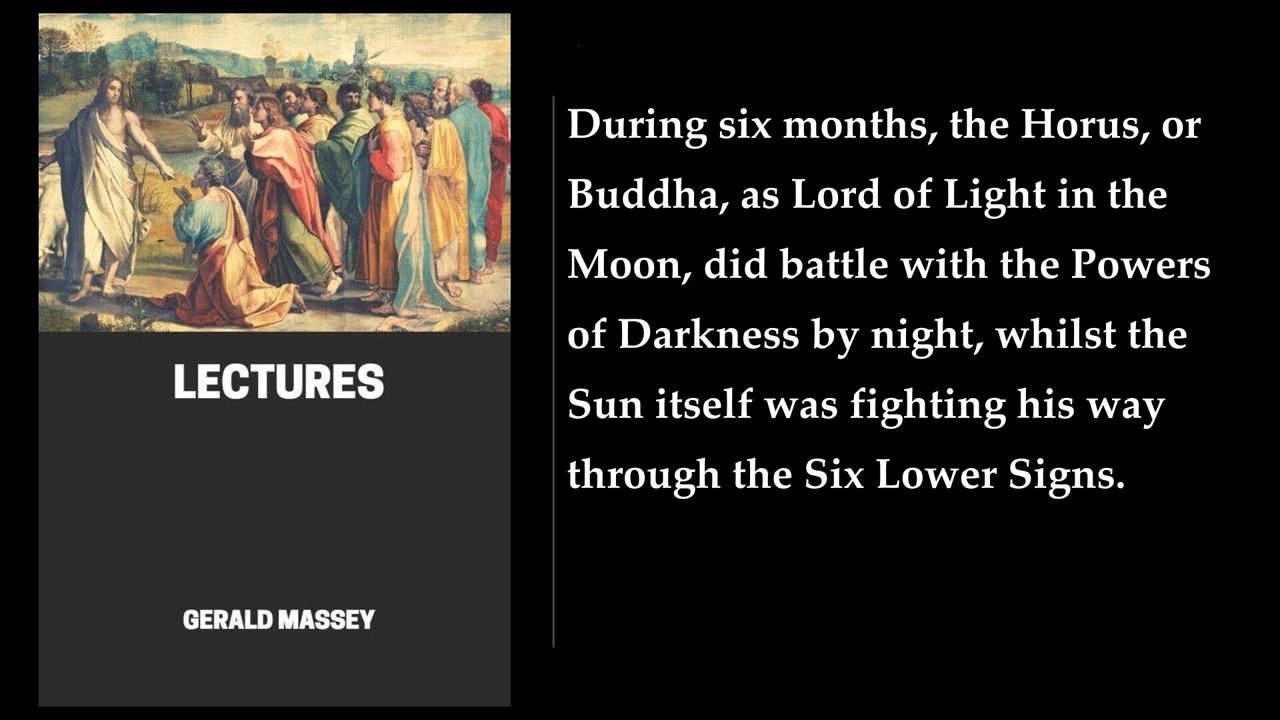 LECTURES
GERALD MASSEY
During six months, the Horus, or
Buddha, as Lord of Light in the
Moon, did battle with the Powers
of Darkness by night, whilst the
Sun itself was fighting his way
through the Six Lower Signs.